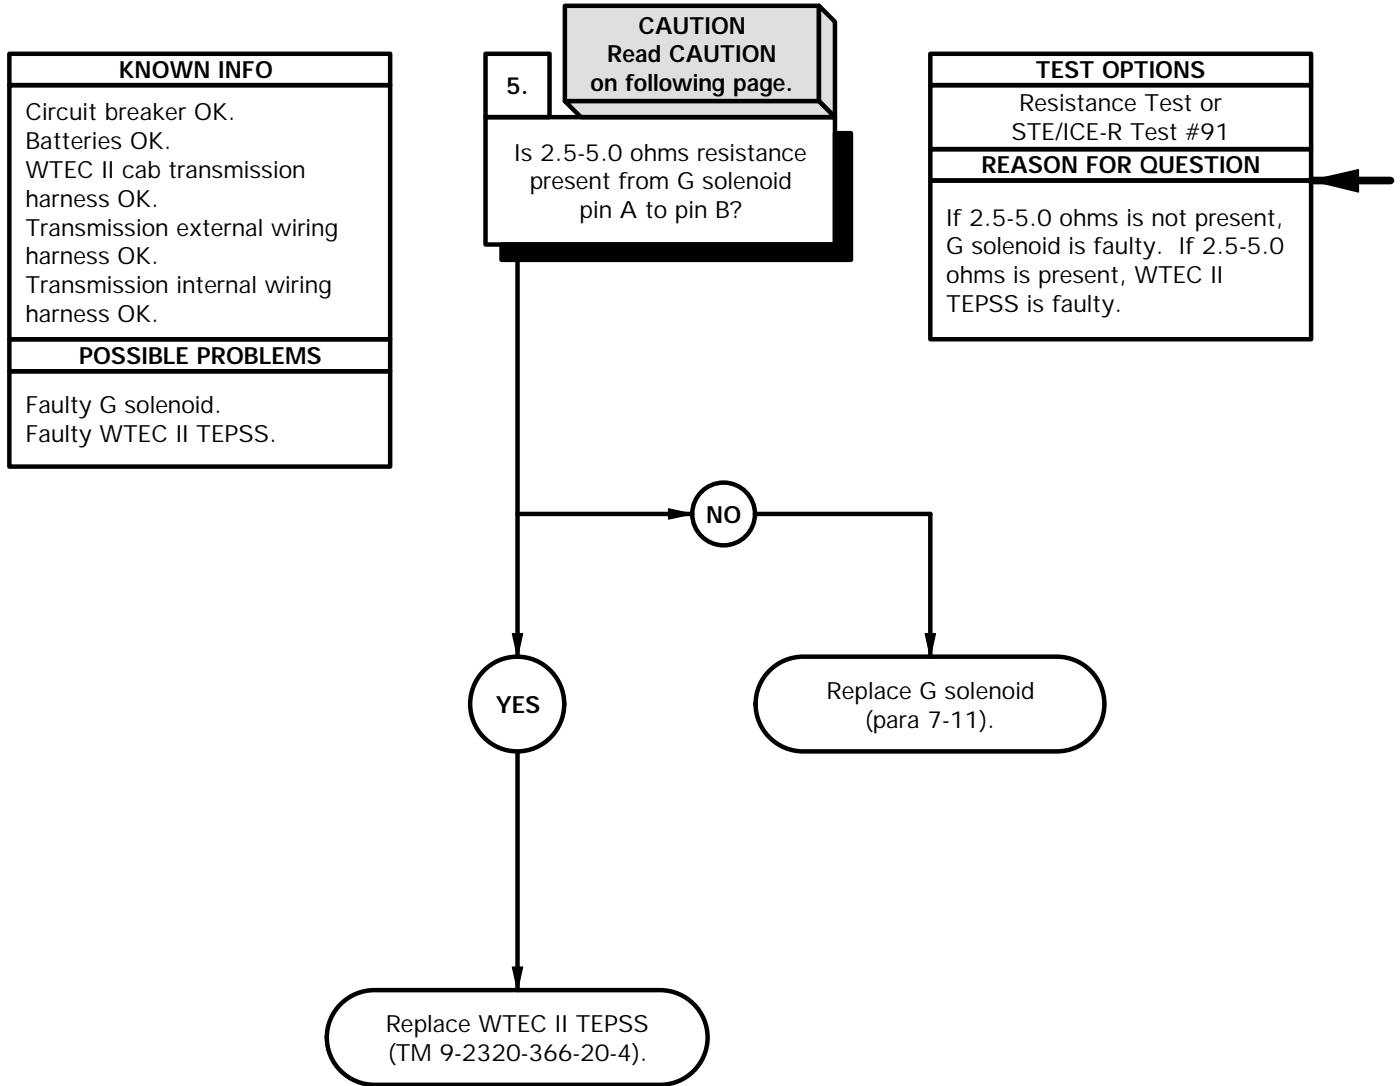 KNOWN INFO
Circuit breaker OK.
Batteries OK.
WTEC II cab transmission
harness OK.
Transmission external wiring
harness OK.
Transmission internal wiring
harness OK.
POSSIBLE PROBLEMS
Faulty G solenoid.
Faulty WTEC II TEPSS.
CAUTION
Read CAUTION
on following page.
5.
Is 2.5-5.0 ohms resistance
present from G solenoid
pin A to pin B?
TEST OPTIONS
Resistance Test or
STE/ICE-R Test #91
REASON FOR QUESTION
If 2.5-5.0 ohms is not present,
G solenoid is faulty.  If 2.5-5.0
ohms is present, WTEC II
TEPSS is faulty.
NO
YES
Replace G solenoid
(para 7-11).
Replace WTEC II TEPSS
(TM 9-2320-366-20-4).